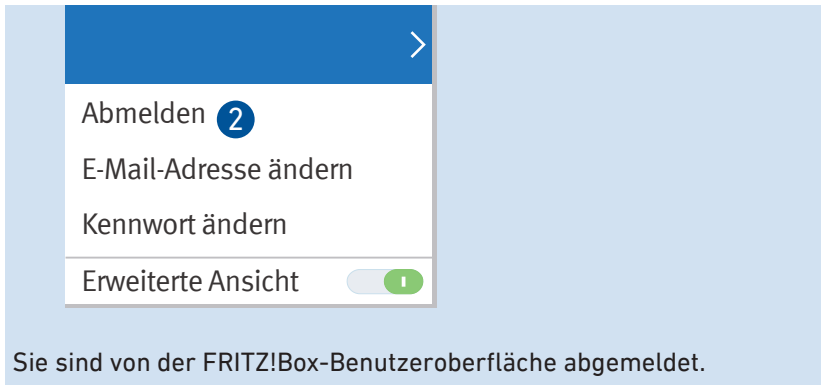 Abmelden 2
E-Mail-Adresse ändern
Kennwort ändern
Erweiterte Ansicht
Sie sind von der FRITZ!Box-Benutzeroberfläche abgemeldet.